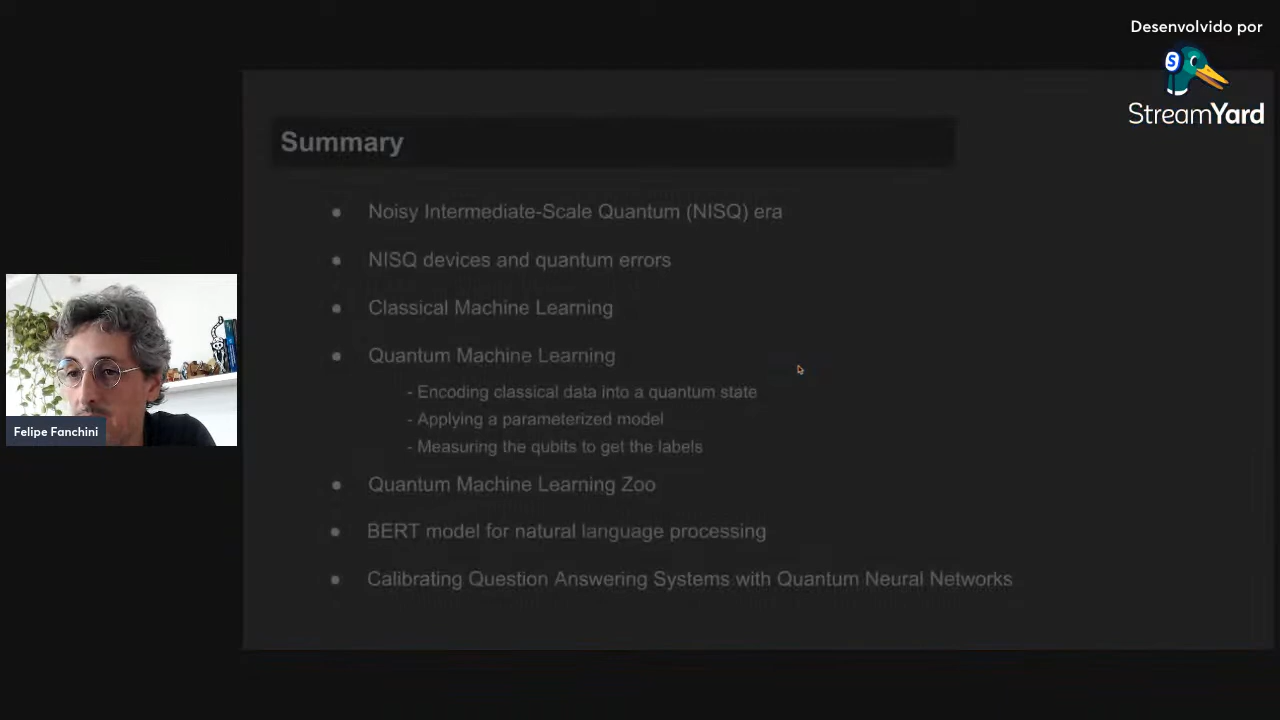 Desenvolvido por
StreamYard
Summary
● Noisy Intermediate-Scale Quantum (NISQ) era
● NISQ devices and quantum errors
● Classical Machine Learning
● Quantum Machine Learning
- Encoding classical data into a quantum state
- Applying a parameterized model
- Measuring the qubits to get the labels
● Quantum Machine Learning Zoo
● BERT model for natural language processing
● Calibrating Question Answering Systems with Quantum Neural Networks
Felipe Fanchini